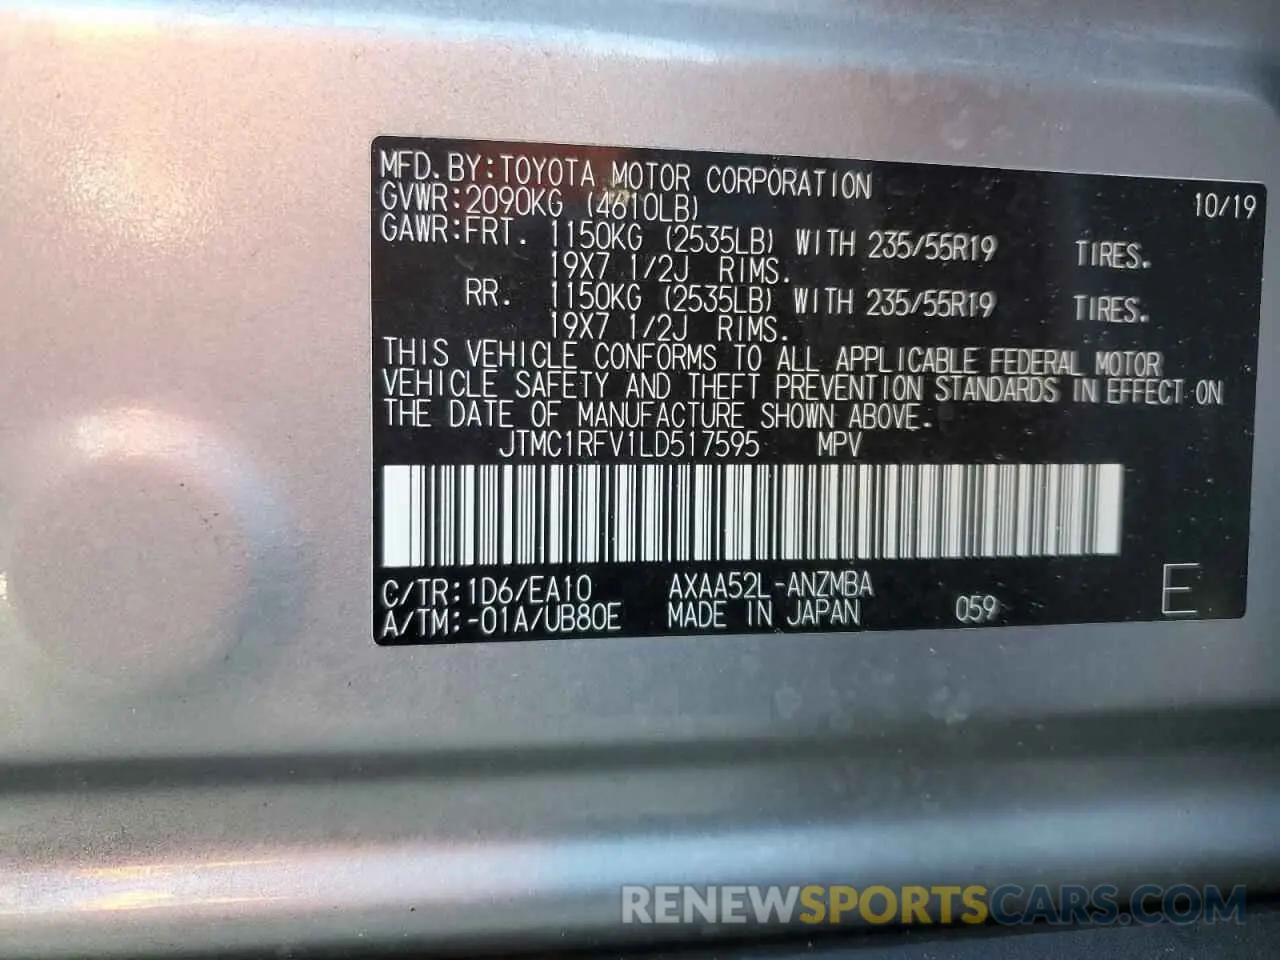 MFD. BY: TOYOTA MOTOR CORPORATION 10/19
GVWR: 2090KG (4610LB)
GAWR: FRT. 1150KG (2535LB) WITH 235/55R19 TIRES.
19X7 1/2J RIMS.
RR. 1150KG (2535LB) WITH 235/55R19 TIRES.
19X7 1/2J RIMS.
THIS VEHICLE CONFORMS TO ALL APPLICABLE FEDERAL MOTOR
VEHICLE SAFETY AND THEFT PREVENTION STANDARDS IN EFFECT ON
THE DATE OF MANUFACTURE SHOWN ABOVE.
JTMC1RFV1LD517595 MPV
C/TR: 1D6/EA10 AXAA52L-ANZMBA E
A/TM: -01A/UB80E MADE IN JAPAN 059
RENEWSPORTSCARS.COM